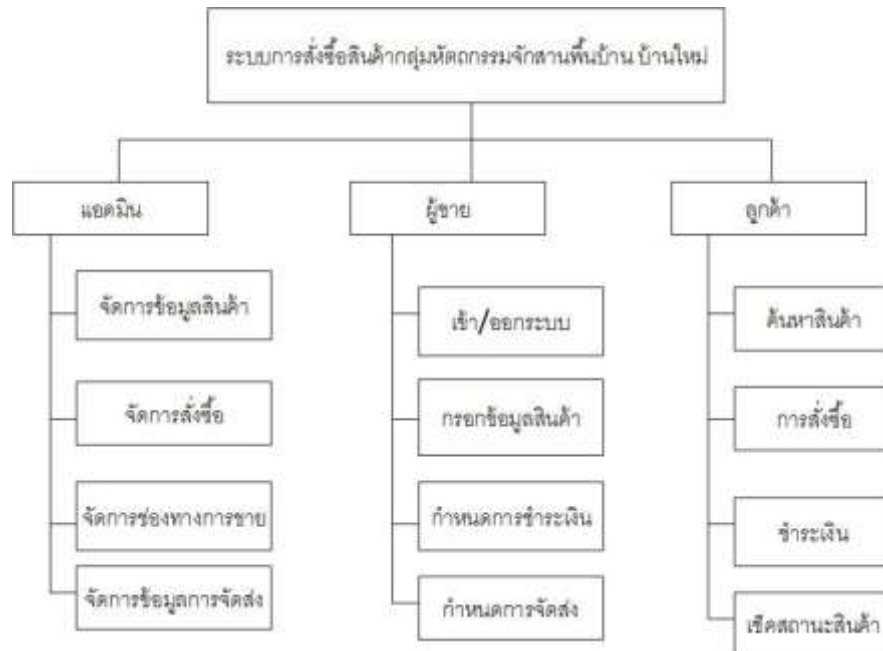 ระบบการสั่งซื้อสินค้ากลุ่มหัตถกรรมจักสานพื้นบ้าน บ้านใหม่
แอดมิน
จัดการข้อมูลสินค้า
จัดการสั่งซื้อ
จัดการช่องทางการขาย
จัดการข้อมูลการจัดส่ง
ผู้ขาย
เข้า/ออกระบบ
กรอกข้อมูลสินค้า
กำหนดการชำระเงิน
กำหนดการจัดส่ง
ลูกค้า
ค้นหาสินค้า
การสั่งซื้อ
ชำระเงิน
เช็คสถานะสินค้า